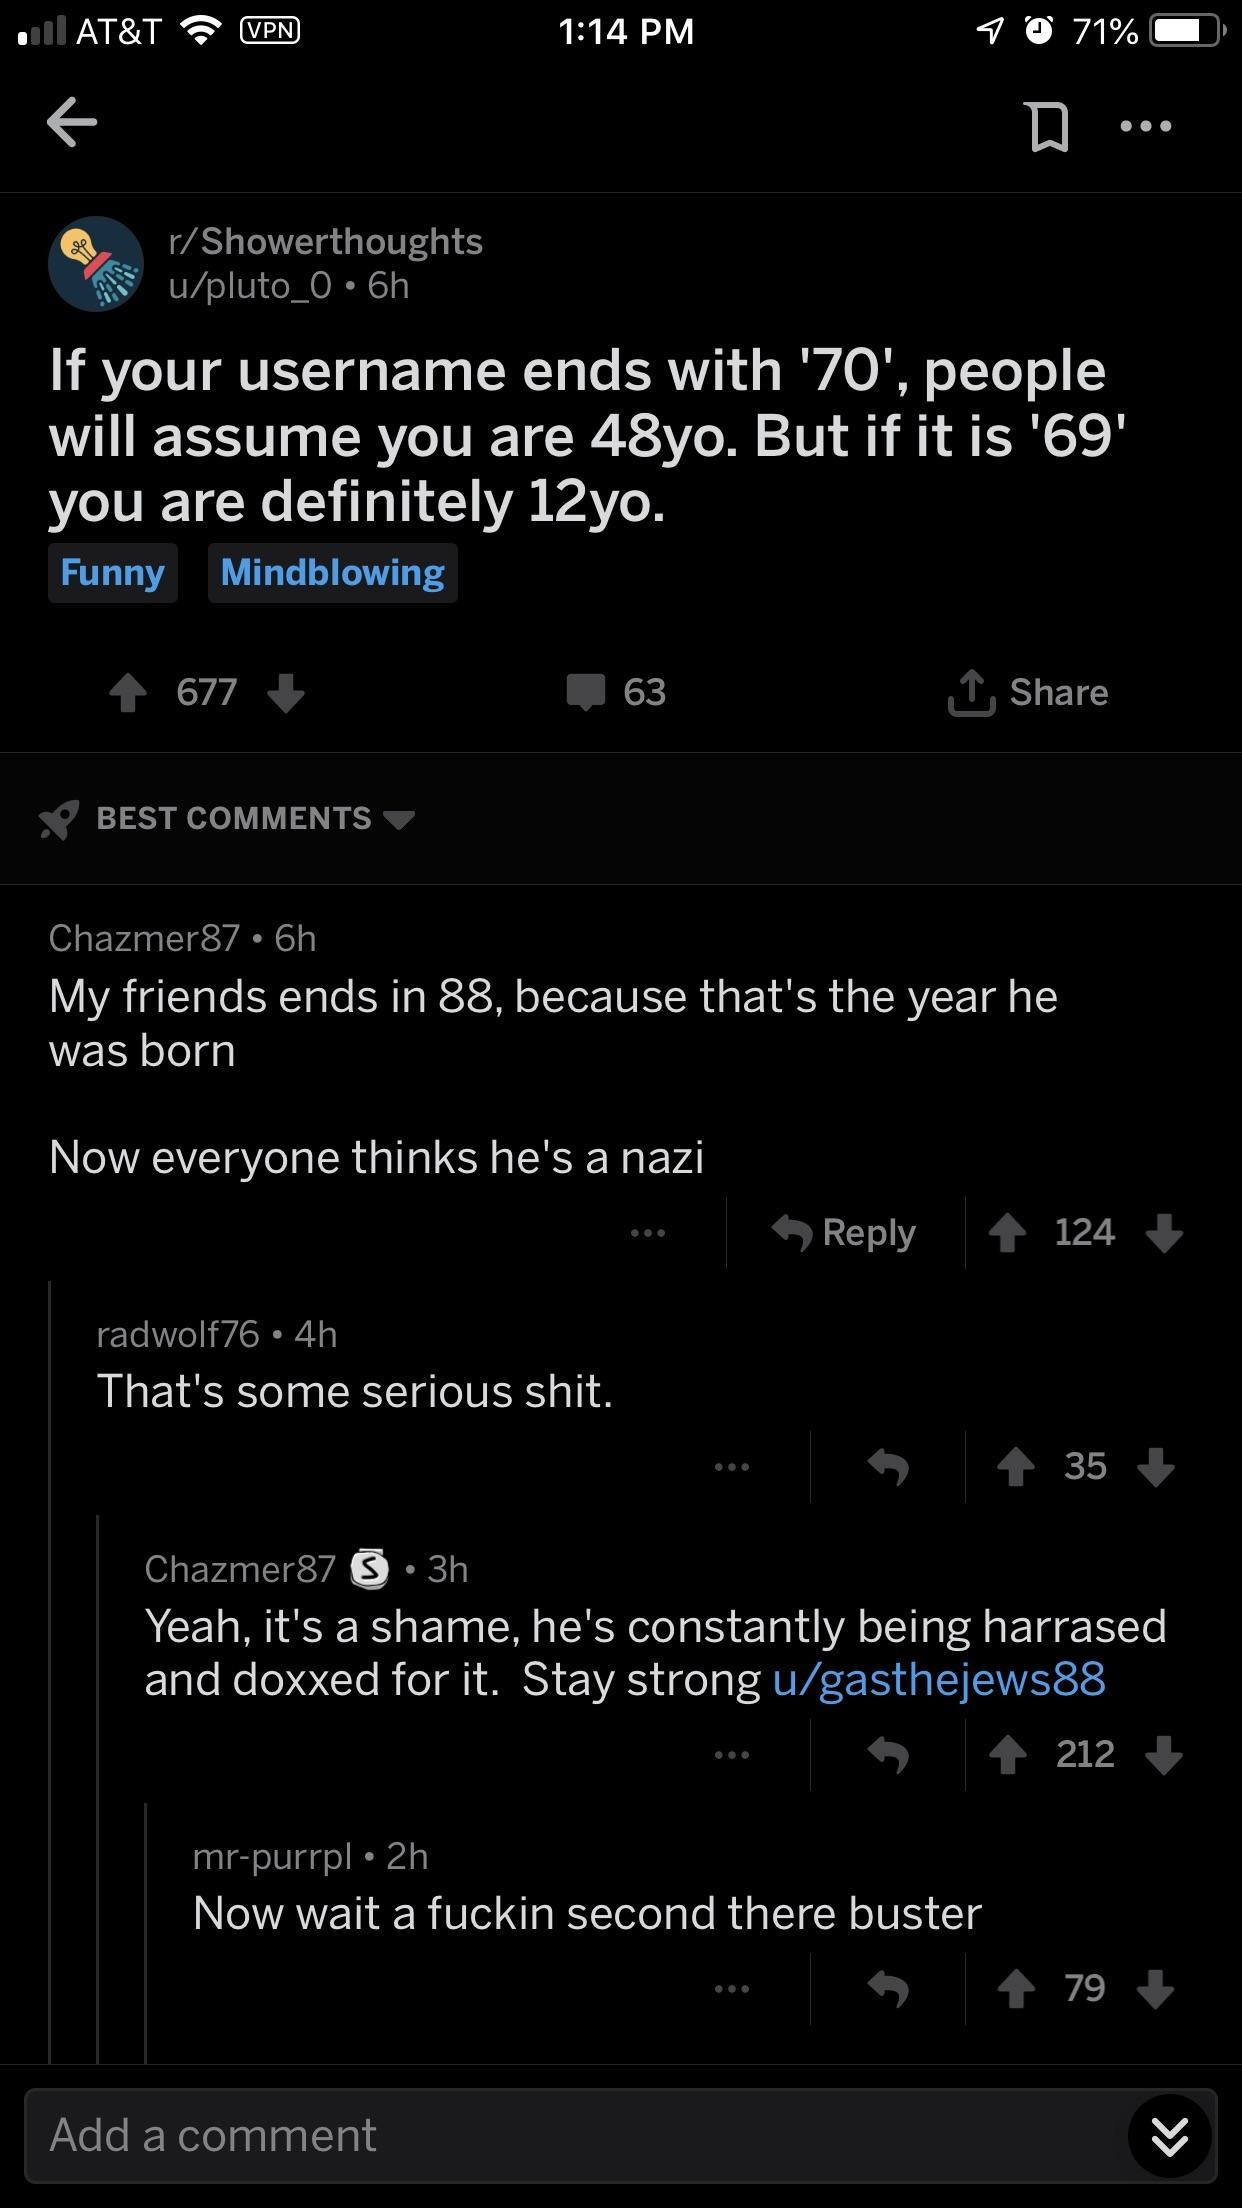 AT&T VPN 1:14 PM 71%
r/Showerthoughts
u/pluto_0 • 6h
If your username ends with '70', people
will assume you are 48yo. But if it is '69'
you are definitely 12yo.
Funny Mindblowing
677 63 Share
BEST COMMENTS
Chazmer87 • 6h
My friends ends in 88, because that's the year he
was born
Now everyone thinks he's a nazi
... Reply 124
radwolf76 • 4h
That's some serious shit.
... 35
Chazmer87 S • 3h
Yeah, it's a shame, he's constantly being harrased
and doxxed for it.  Stay strong u/gasthejews88
... 212
mr-purrpl • 2h
Now wait a fuckin second there buster
... 79
Add a comment